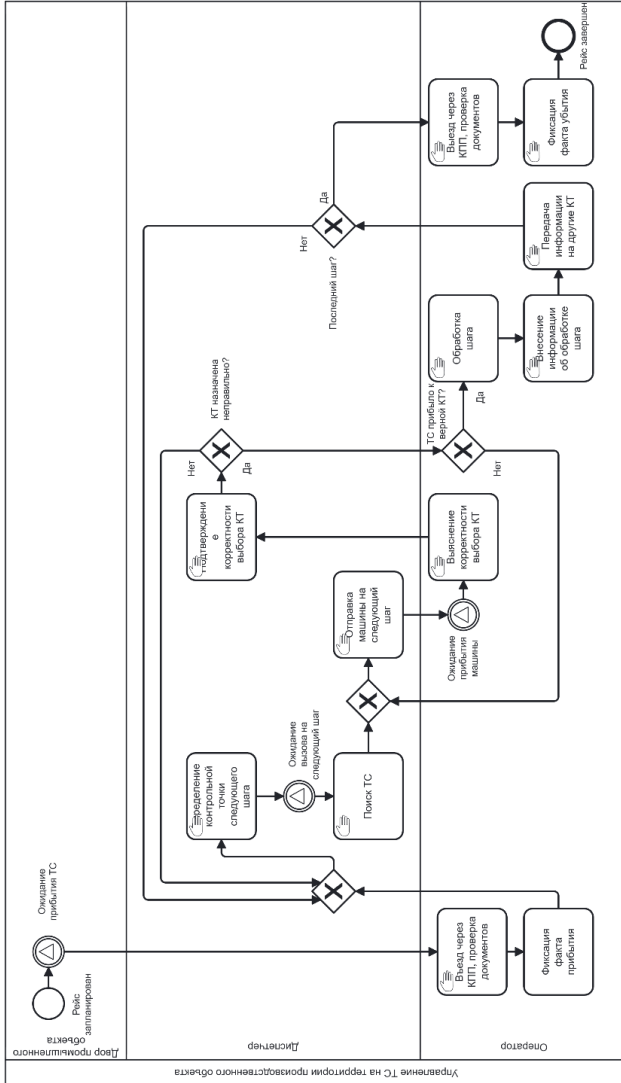 Управление ТС на территории производственного объекта
Двор промышленного
объекта
Диспетчер
Оператор
Рейс
запланирован
Ожидание
прибытия ТС
Въезд через
КПП, проверка
документов
Фиксация
факта
прибытия
пределение
контрольной
точки
следующего
шага
Ожидание
вызова на
следующий шаг
Поиск ТС
Отправка
машины на
следующий
шаг
Ожидание
прибытия
машины
Выяснение
корректности
выбора КТ
Подтверждени
е
корректности
выбора КТ
КТ назначена
неправильно?
Нет
Да
ТС прибыло к
верной КТ?
Да
Нет
Обработка
шага
Внесение
информации
об обработке
шага
Передача
информации
на другие КТ
Последний шаг?
Нет
Да
Выезд через
КПП, проверка
документов
Фиксация
факта убытия
Рейс завершен